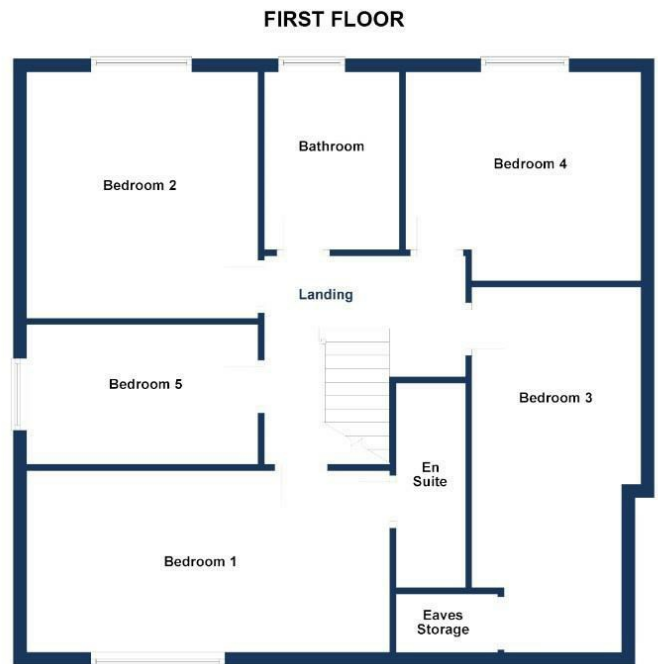 FIRST FLOOR
Bathroom
Bedroom 4
Bedroom 2
Landing
Bedroom 5
Bedroom 3
En
Suite
Bedroom 1
Eaves
Storage